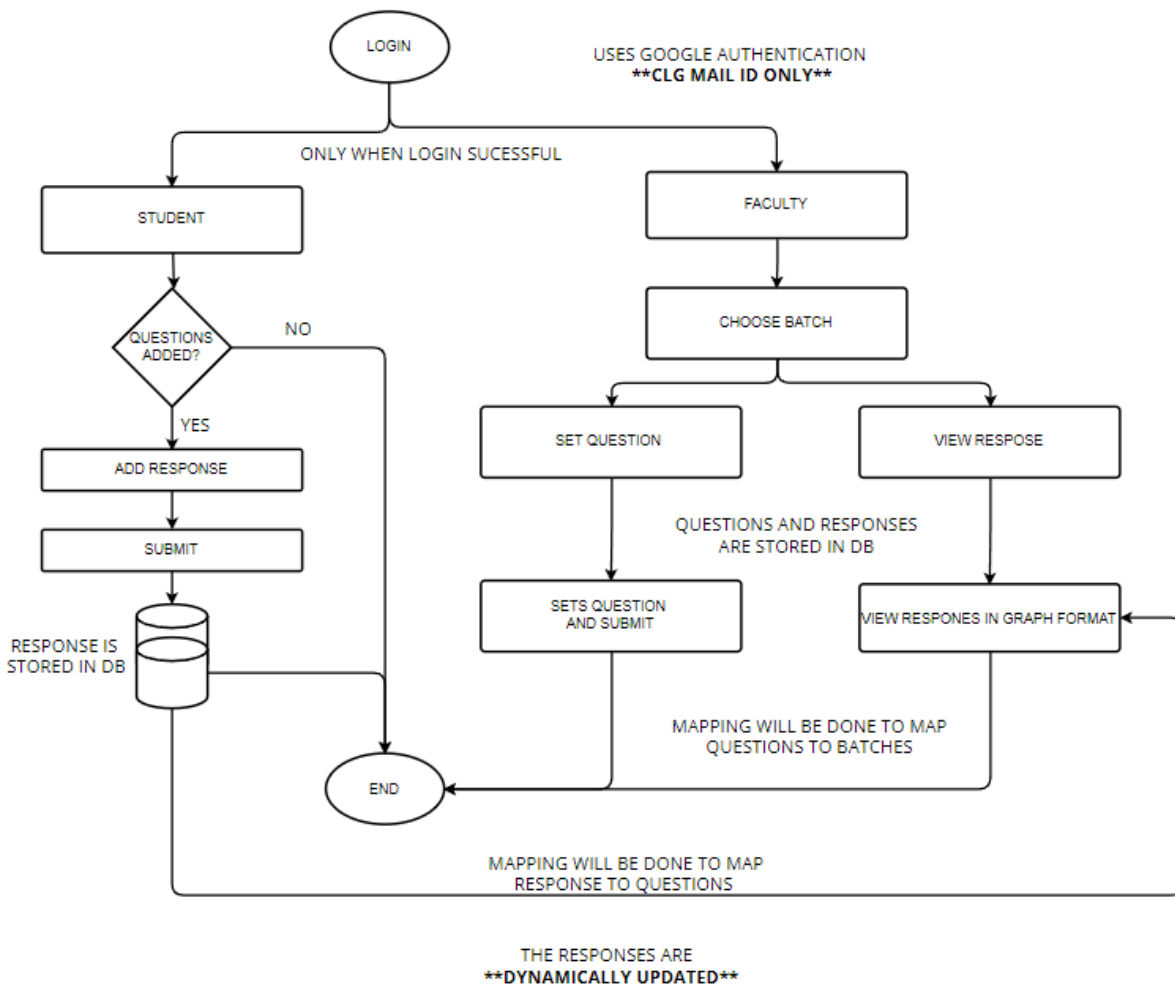 LOGIN
USES GOOGLE AUTHENTICATION
**CLG MAIL ID ONLY**
ONLY WHEN LOGIN SUCESSFUL
STUDENT
FACULTY
QUESTIONS
ADDED?
NO
CHOOSE BATCH
YES
SET QUESTION
VIEW RESPOSE
ADD RESPONSE
SUBMIT
QUESTIONS AND RESPONSES
ARE STORED IN DB
SETS QUESTION
AND SUBMIT
VIEW RESPONES IN GRAPH FORMAT
RESPONSE IS
STORED IN DB
MAPPING WILL BE DONE TO MAP
QUESTIONS TO BATCHES
END
MAPPING WILL BE DONE TO MAP
RESPONSE TO QUESTIONS
THE RESPONSES ARE
**DYNAMICALLY UPDATED**